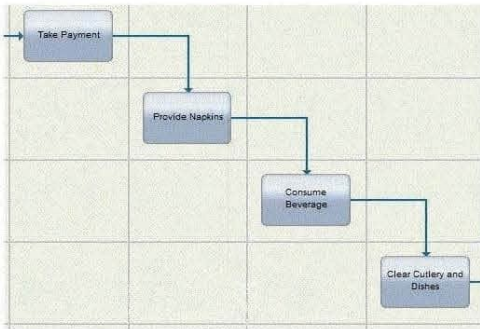 Take Payment
Provide Napkins
Consume
Beverage
Clear Cutlery and
Dishes